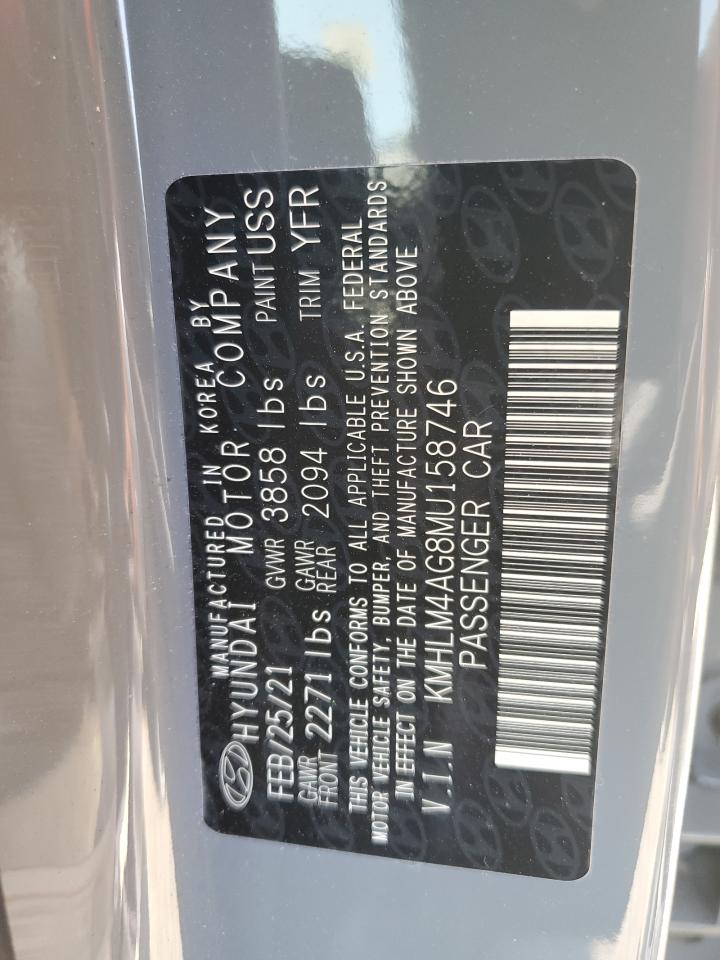 MANUFACTURED IN KOREA BY
HYUNDAI MOTOR COMPANY
FEB/25/21 GVWR 3858 lbs PAINT USS
GAWR FRONT 2271 lbs GAWR REAR 2094 lbs TRIM YFR
THIS VEHICLE CONFORMS TO ALL APPLICABLE U.S.A. FEDERAL
MOTOR VEHICLE SAFETY, BUMPER, AND THEFT PREVENTION STANDARDS
IN EFFECT ON THE DATE OF MANUFACTURE SHOWN ABOVE
V.I.N KMHLM4AG8MU158746
PASSENGER CAR